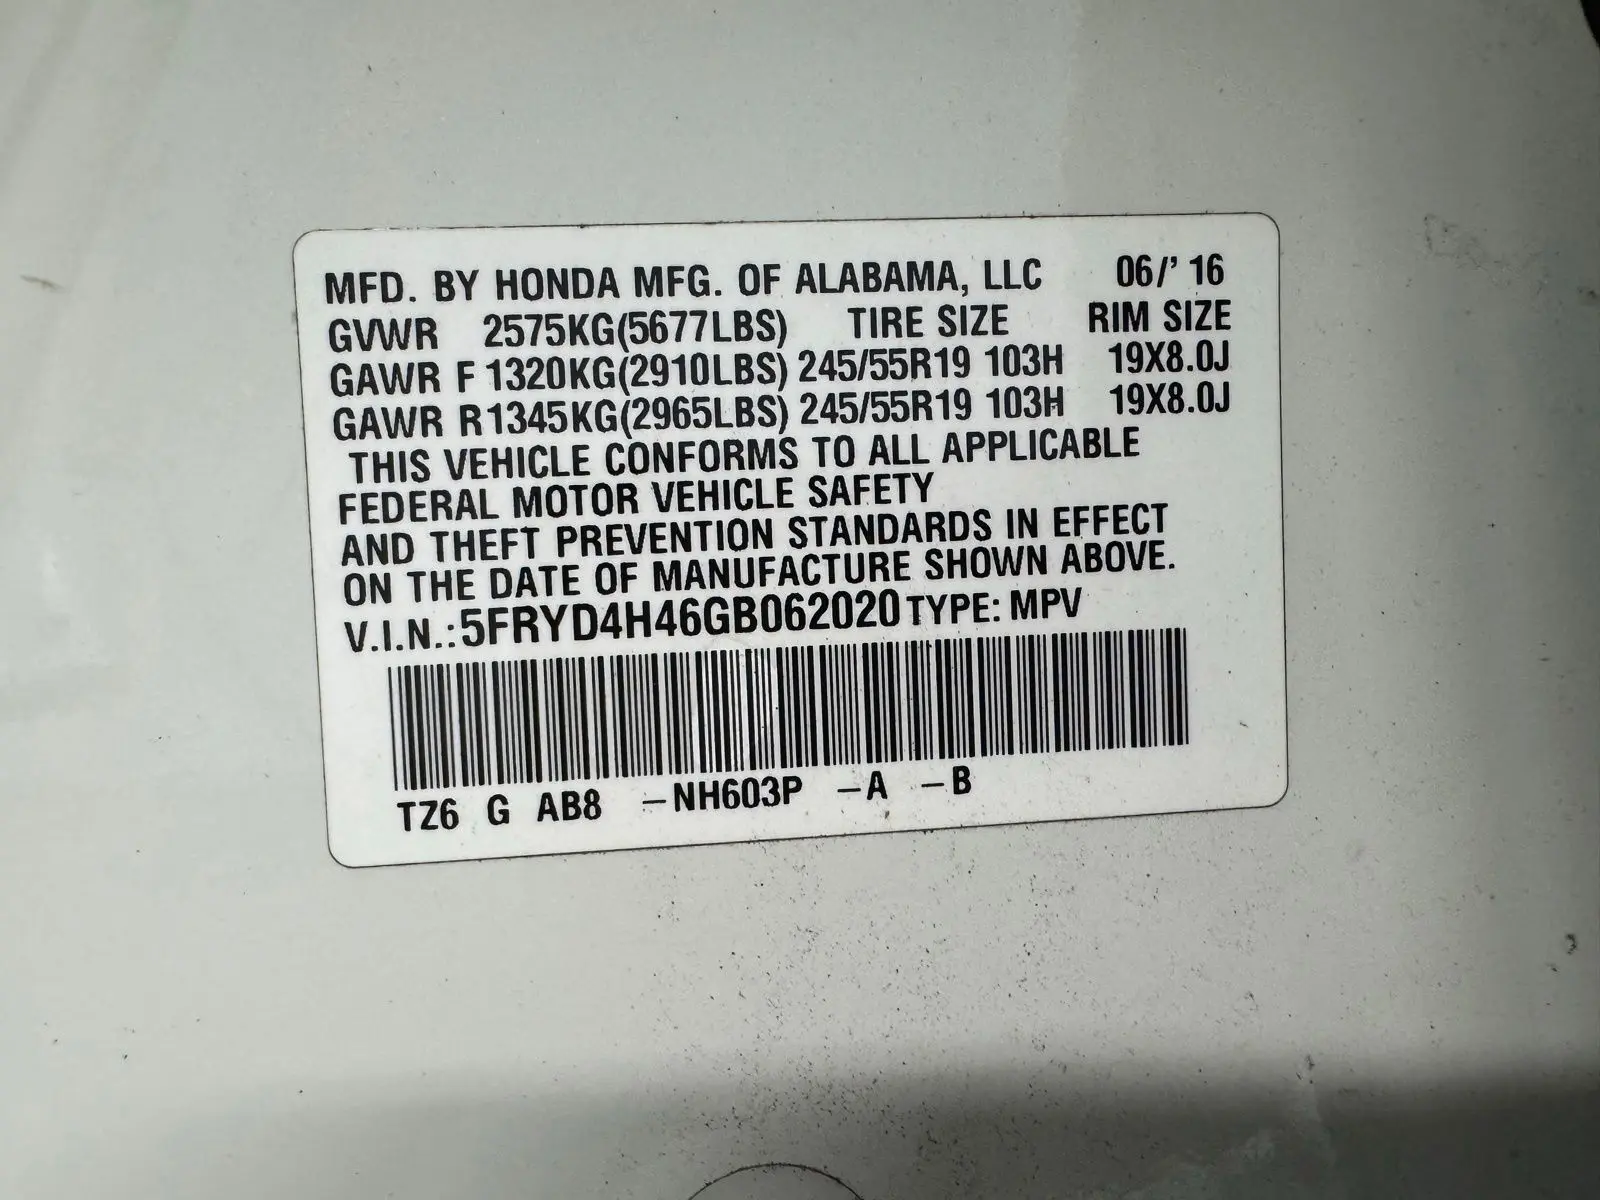 MFD. BY HONDA MFG. OF ALABAMA, LLC 06/' 16
GVWR 2575KG(5677LBS) TIRE SIZE RIM SIZE
GAWR F 1320KG(2910LBS) 245/55R19 103H 19X8.0J
GAWR R1345KG(2965LBS) 245/55R19 103H 19X8.0J
THIS VEHICLE CONFORMS TO ALL APPLICABLE
FEDERAL MOTOR VEHICLE SAFETY
AND THEFT PREVENTION STANDARDS IN EFFECT
ON THE DATE OF MANUFACTURE SHOWN ABOVE.
V.I.N.:5FRYD4H46GB062020 TYPE: MPV
TZ6 G AB8 –NH603P –A –B